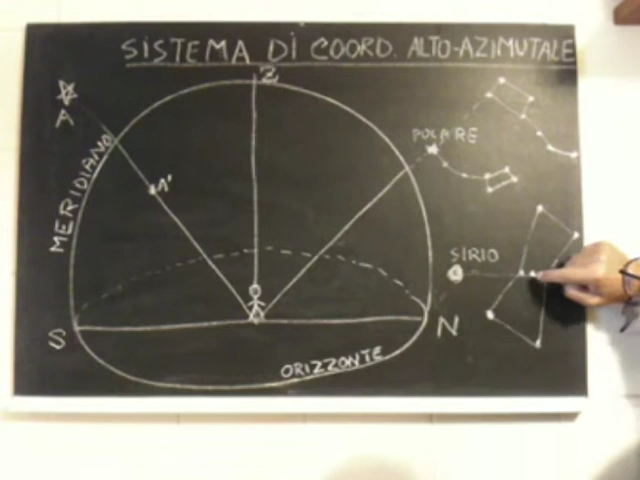 SISTEMA DI COORD. ALTO-AZIMUTALE
Z
A
MERIDIANO
A'
POLARE
SIRIO
S
N
ORIZZONTE